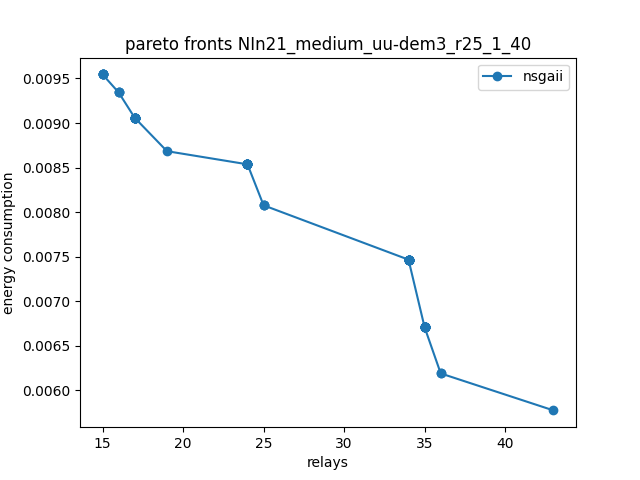 pareto fronts NIn21_medium_uu-dem3_r25_1_40
nsgaii
0.0095
0.0090
0.0085
0.0080
0.0075
0.0070
0.0065
0.0060
energy consumption
15 20 25 30 35 40
relays